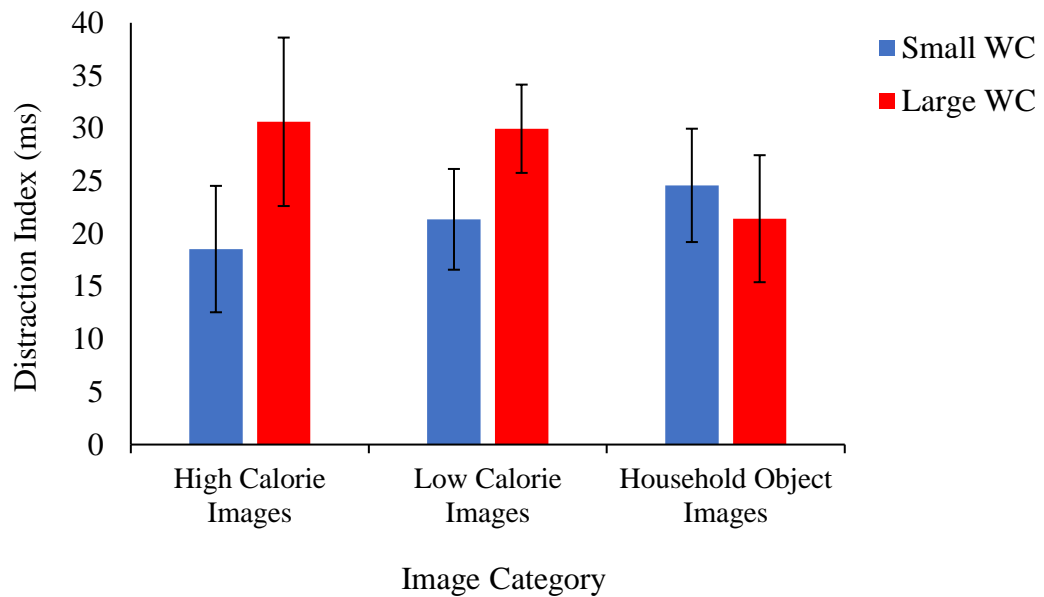 40
35
30
25
20
15
10
5
0
Distraction Index (ms)
Small WC
Large WC
High Calorie
Images
Low Calorie
Images
Household Object
Images
Image Category